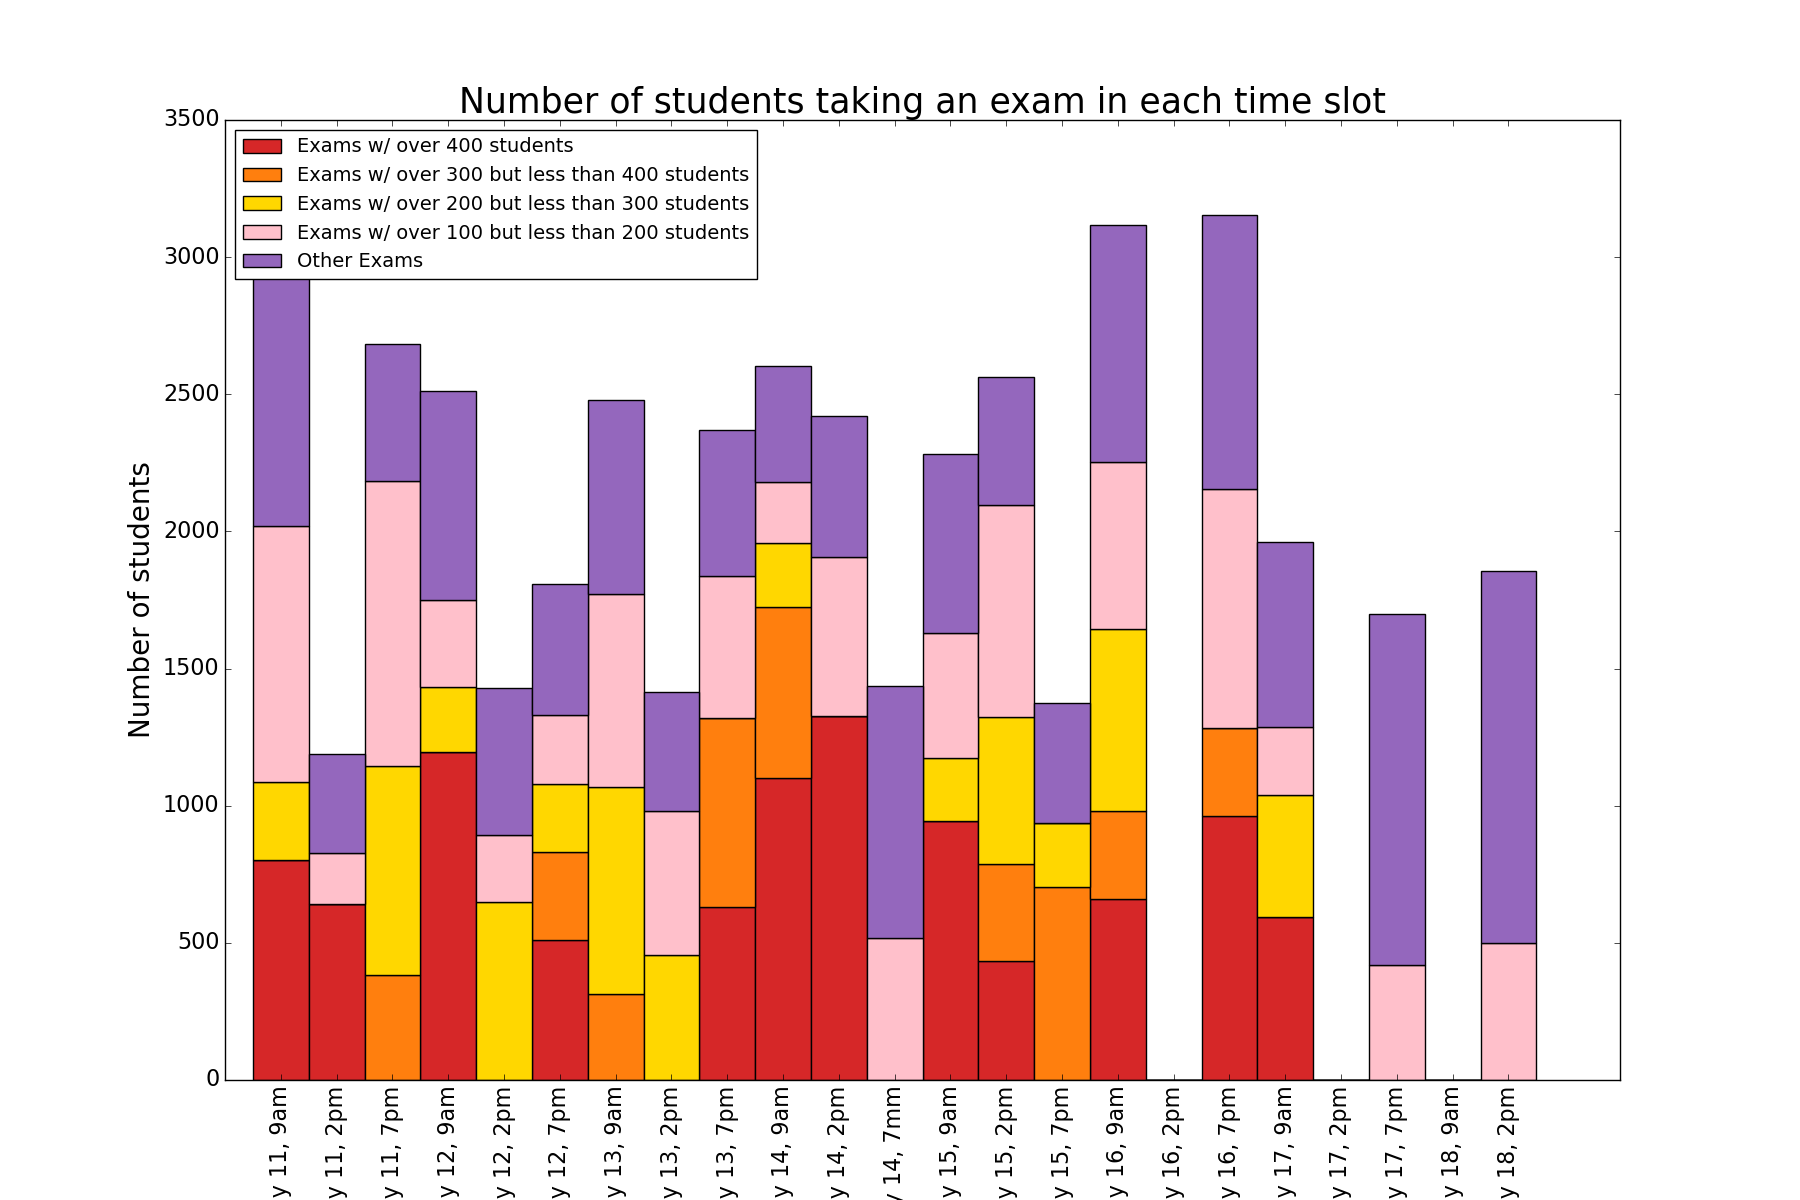 Number of students taking an exam in each time slot
Exams w/ over 400 students
Exams w/ over 300 but less than 400 students
Exams w/ over 200 but less than 300 students
Exams w/ over 100 but less than 200 students
Other Exams
Number of students
3500
3000
2500
2000
1500
1000
500
0
y 11, 9am
y 11, 2pm
y 11, 7pm
y 12, 9am
y 12, 2pm
y 12, 7pm
y 13, 9am
y 13, 2pm
y 13, 7pm
y 14, 9am
y 14, 2pm
y 14, 7mm
y 15, 9am
y 15, 2pm
y 15, 7pm
y 16, 9am
y 16, 2pm
y 16, 7pm
y 17, 9am
y 17, 2pm
y 17, 7pm
y 18, 9am
y 18, 2pm